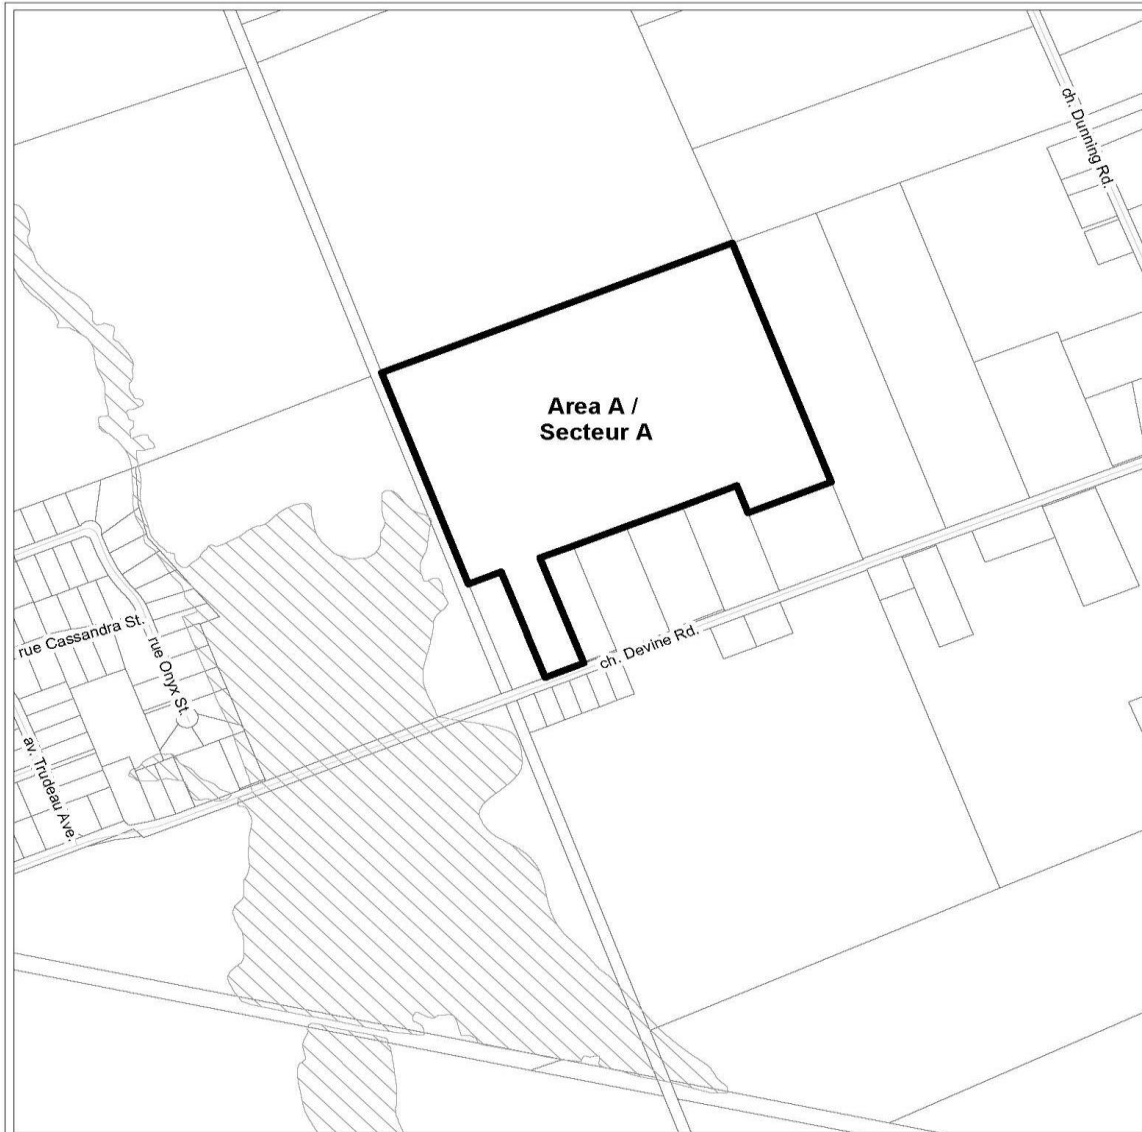 ch. Dunning Rd.
Area A /
Secteur A
rue Cassandra St.
rue Onyx St.
ch. Devine Rd.
av. Trudeau Ave.